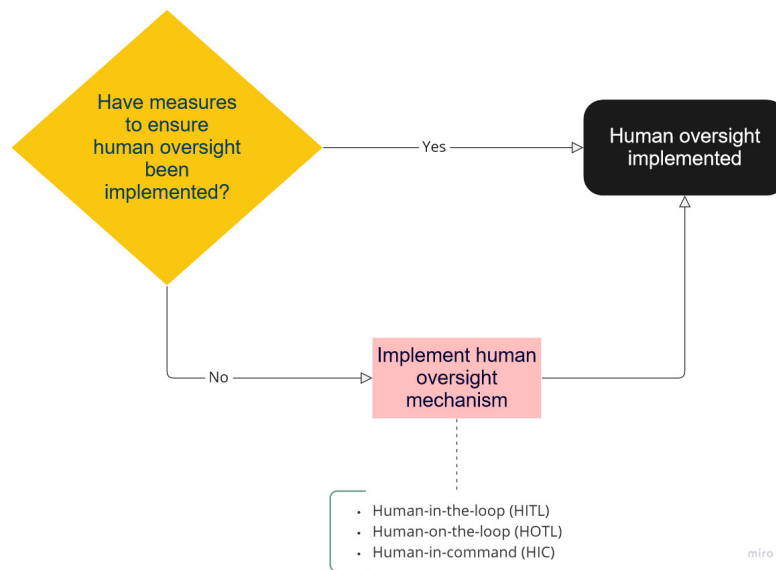 Have measures
to ensure
human oversight
been
implemented?
Yes
Human oversight
implemented
No
Implement human
oversight
mechanism
• Human-in-the-loop (HITL)
• Human-on-the-loop (HOTL)
• Human-in-command (HIC)
miro